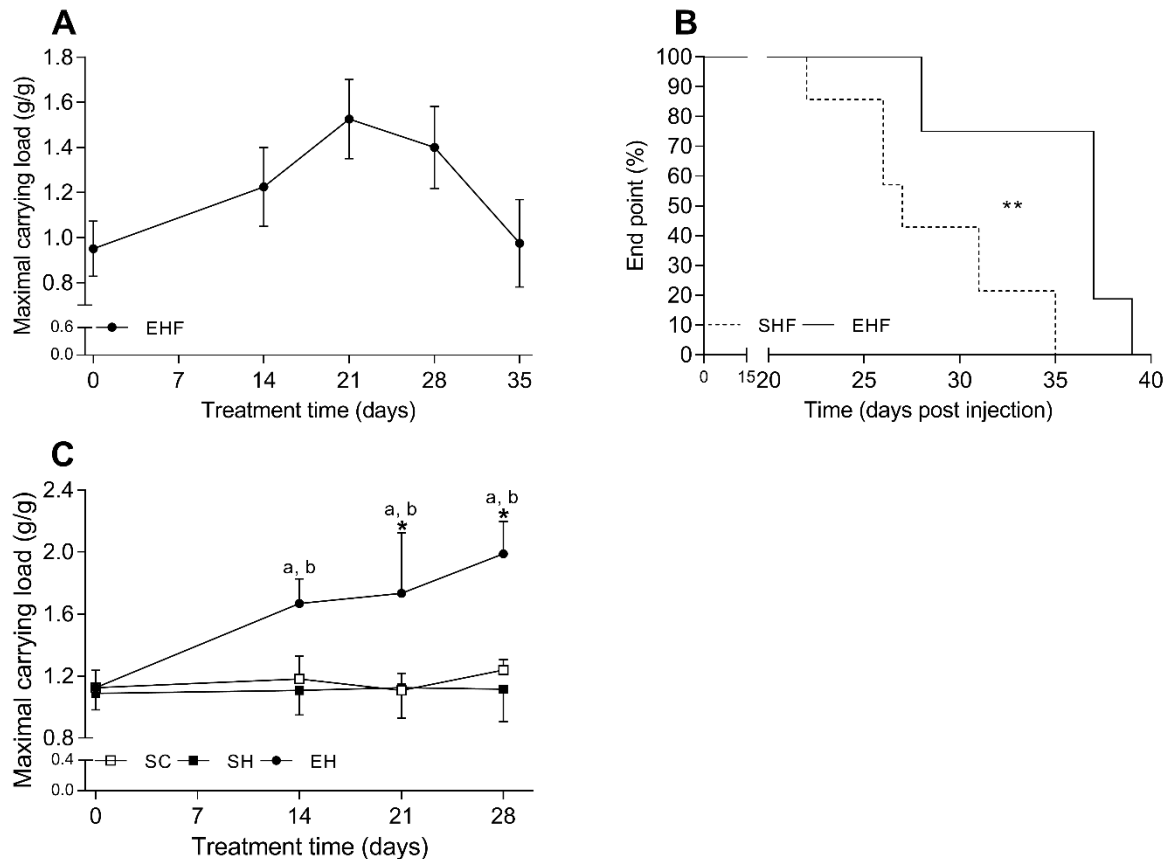 A
Maximal carrying load (g/g)
1.8
1.6
1.4
1.2
1.0
0.8
0.6
0.0
EHF
0 7 14 21 28 35
Treatment time (days)
B
End point (%)
100
90
80
70
60
50
40
30
20
10
0
**
SHF EHF
0 15 20 25 30 35 40
Time (days post injection)
C
Maximal carrying load (g/g)
2.4
2.0
1.6
1.2
0.8
0.4
0.0
a, b
a, b
*
a, b
*
SC SH EH
0 7 14 21 28
Treatment time (days)